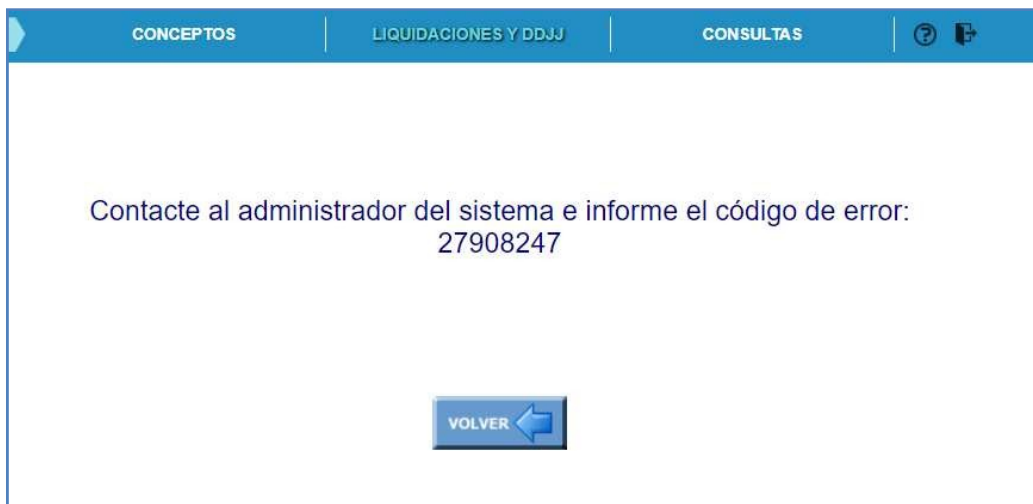 CONCEPTOS
LIQUIDACIONES Y DDJJ
CONSULTAS
?
Contacte al administrador del sistema e informe el código de error:
27908247
VOLVER